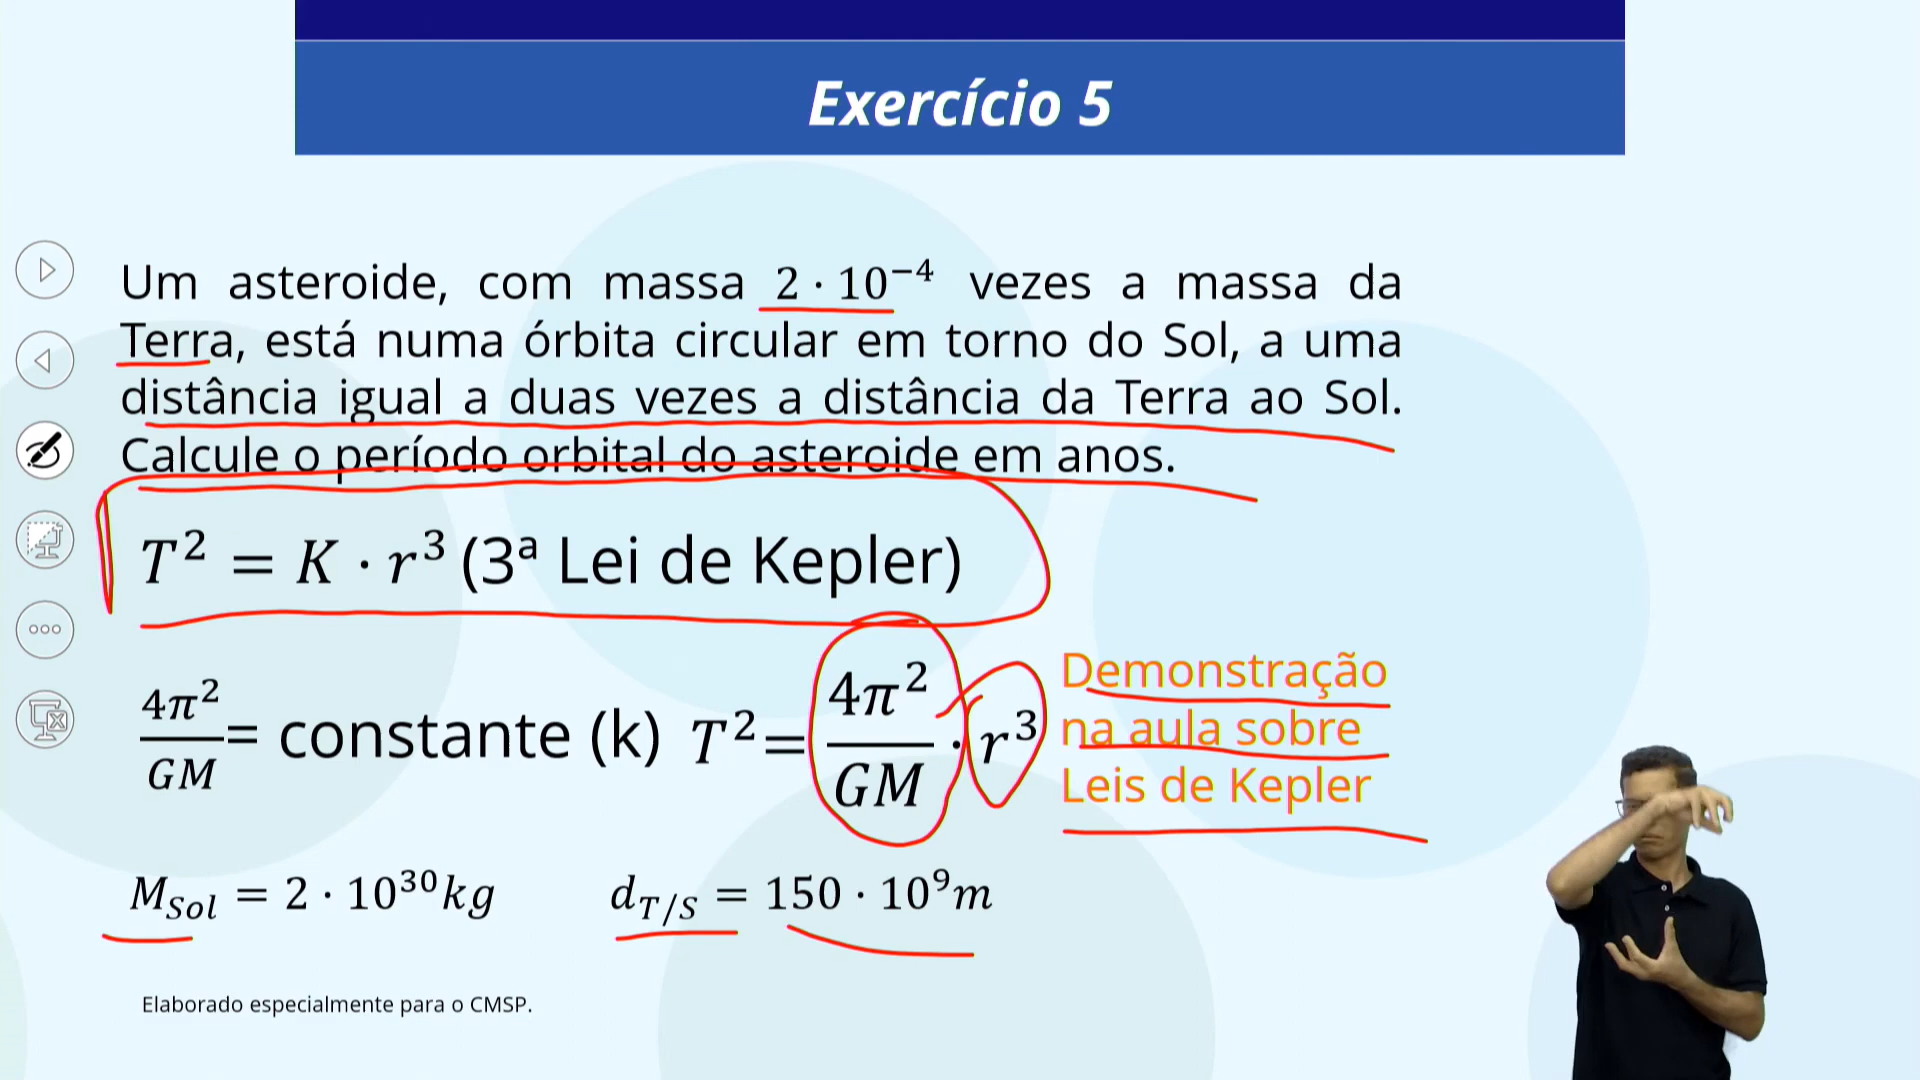 Exercício 5
Um asteroide, com massa 2 · 10⁻⁴ vezes a massa da
Terra, está numa órbita circular em torno do Sol, a uma
distância igual a duas vezes a distância da Terra ao Sol.
Calcule o período orbital do asteroide em anos.
T² = K · r³ (3ª Lei de Kepler)
4π²/GM = constante (k) T² = 4π²/GM · r³
Demonstração
na aula sobre
Leis de Kepler
M_Sol = 2 · 10³⁰kg d_T/S = 150 · 10⁹m
Elaborado especialmente para o CMSP.